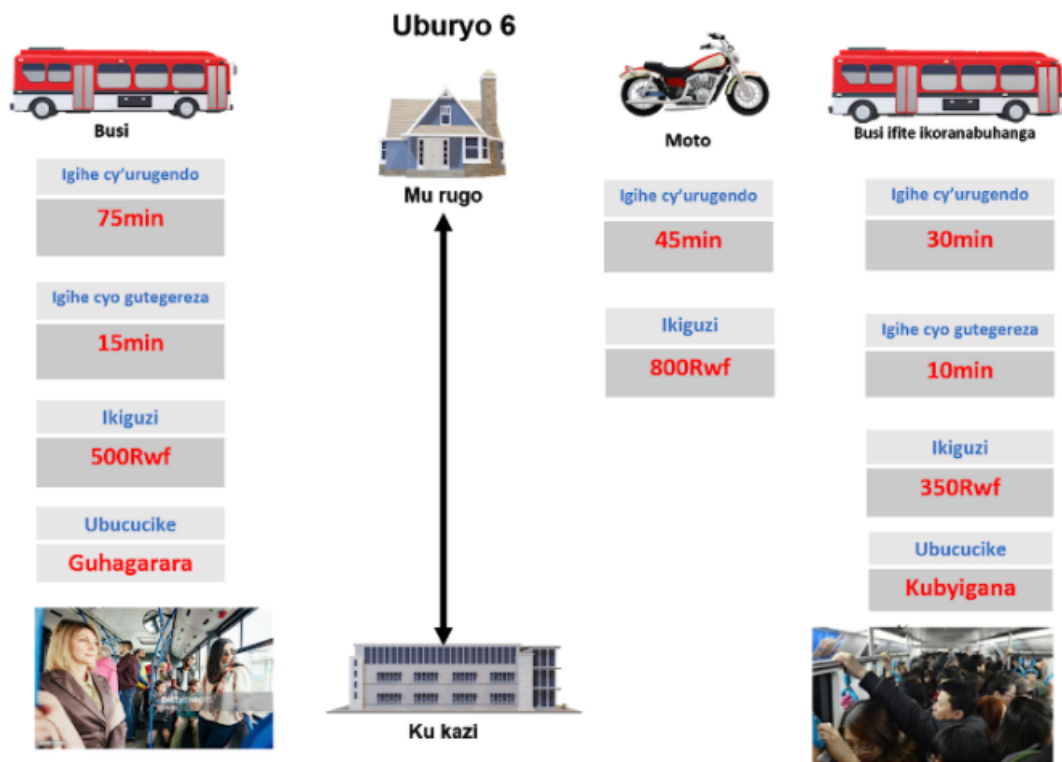 Uburyo 6
Busi
Igihe cy'urugendo
75min
Igihe cyo gutegereza
15min
Ikiguzi
500Rwf
Ubucucike
Guhagarara
Mu rugo
Ku kazi
Moto
Igihe cy'urugendo
45min
Ikiguzi
800Rwf
Busi ifite ikoranabuhanga
Igihe cy'urugendo
30min
Igihe cyo gutegereza
10min
Ikiguzi
350Rwf
Ubucucike
Kubyigana